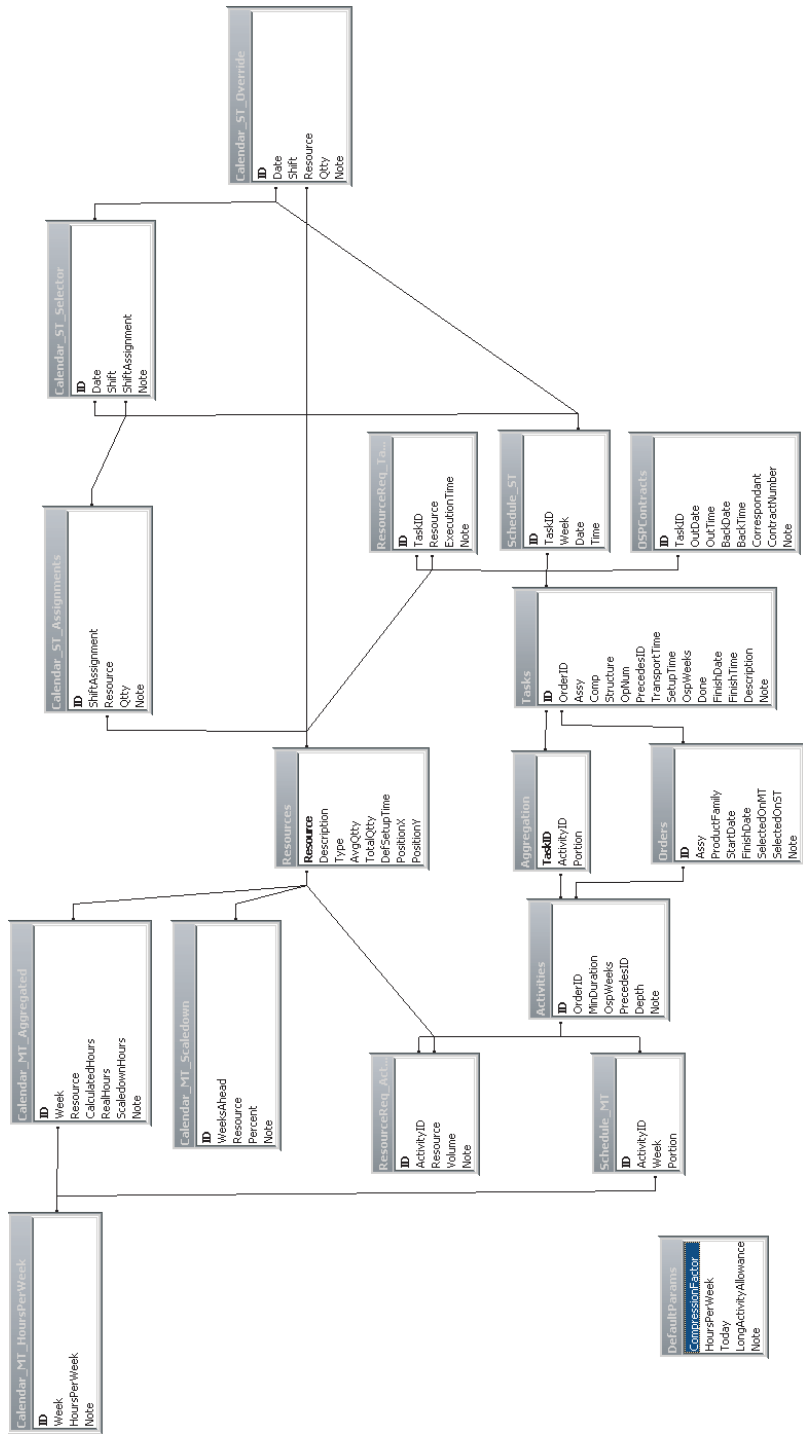 Calendar_MT_HoursPerWeek
ID
Week
HoursPerWeek
Note
Calendar_MT_Aggregated
ID
Week
Resource
CalculatedHours
RealHours
ScaledownHours
Note
Calendar_MT_Scaledown
ID
WeeksAhead
Resource
Percent
Note
ResourceReq_Act...
ID
ActivityID
Resource
Volume
Note
Schedule_MT
ID
ActivityID
Week
Portion
DefaultParams
CompressionFactor
HoursPerWeek
Today
LongActivityAllowance
Note
Resources
Resource
Description
Type
AvgQtty
TotalQtty
DefSetupTime
PositionX
PositionY
Activities
ID
OrderID
MinDuration
OspWeeks
PrecedesID
Depth
Note
Aggregation
TaskID
ActivityID
Portion
Orders
ID
Assy
ProductFamily
StartDate
FinishDate
SelectedOnMT
SelectedOnST
Note
Calendar_ST_Assignments
ID
ShiftAssignment
Resource
Qtty
Note
Tasks
ID
OrderID
Assy
Comp
Structure
OpNum
PrecedesID
TransportTime
SetupTime
OspWeeks
Done
FinishDate
FinishTime
Description
Note
ResourceReq_Ta...
ID
TaskID
Resource
ExecutionTime
Note
Schedule_ST
ID
TaskID
Week
Date
Time
OSPContracts
ID
TaskID
OutDate
OutTime
BackDate
BackTime
Correspondant
ContractNumber
Note
Calendar_ST_Selector
ID
Date
Shift
ShiftAssignment
Note
Calendar_ST_Override
ID
Date
Shift
Resource
Qtty
Note